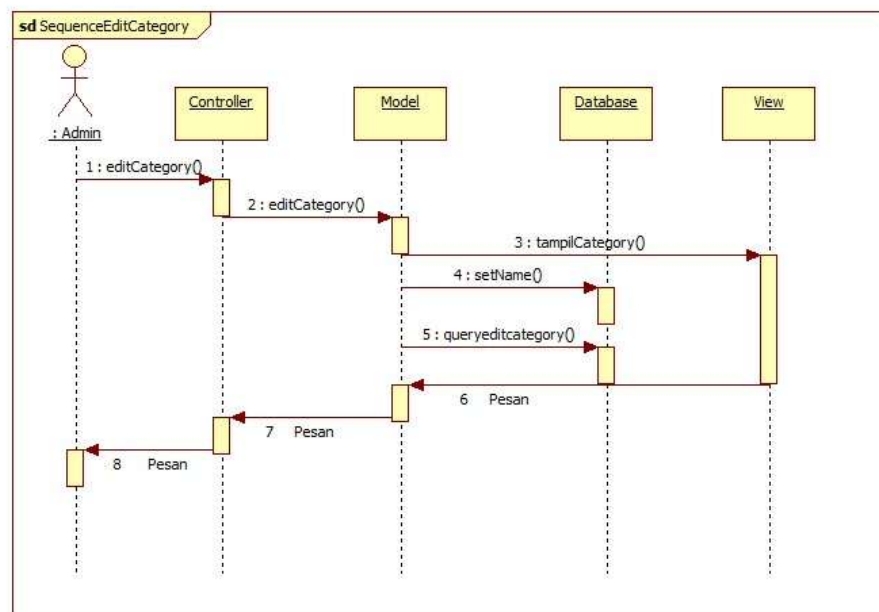 sd SequenceEditCategory
: Admin
Controller
Model
Database
View
1 : editCategory()
2 : editCategory()
3 : tampilCategory()
4 : setName()
5 : queryeditcategory()
6 Pesan
7 Pesan
8 Pesan